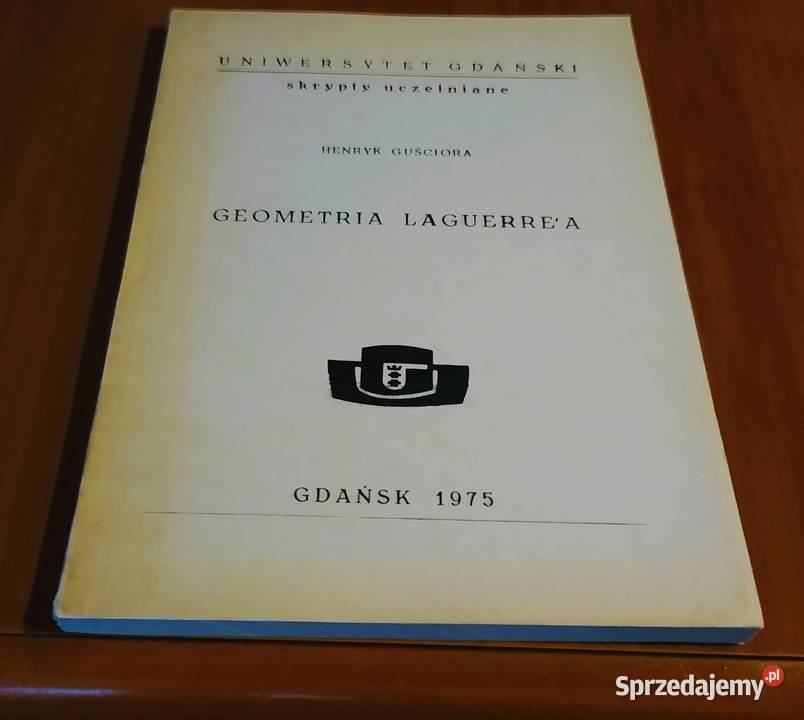 UNIWERSYTET GDAŃSKI
skrypty uczelniane
HENRYK GUŚCIORA
GEOMETRIA LAGUERRE'A
GDAŃSK 1975
Sprzedajemy.pl